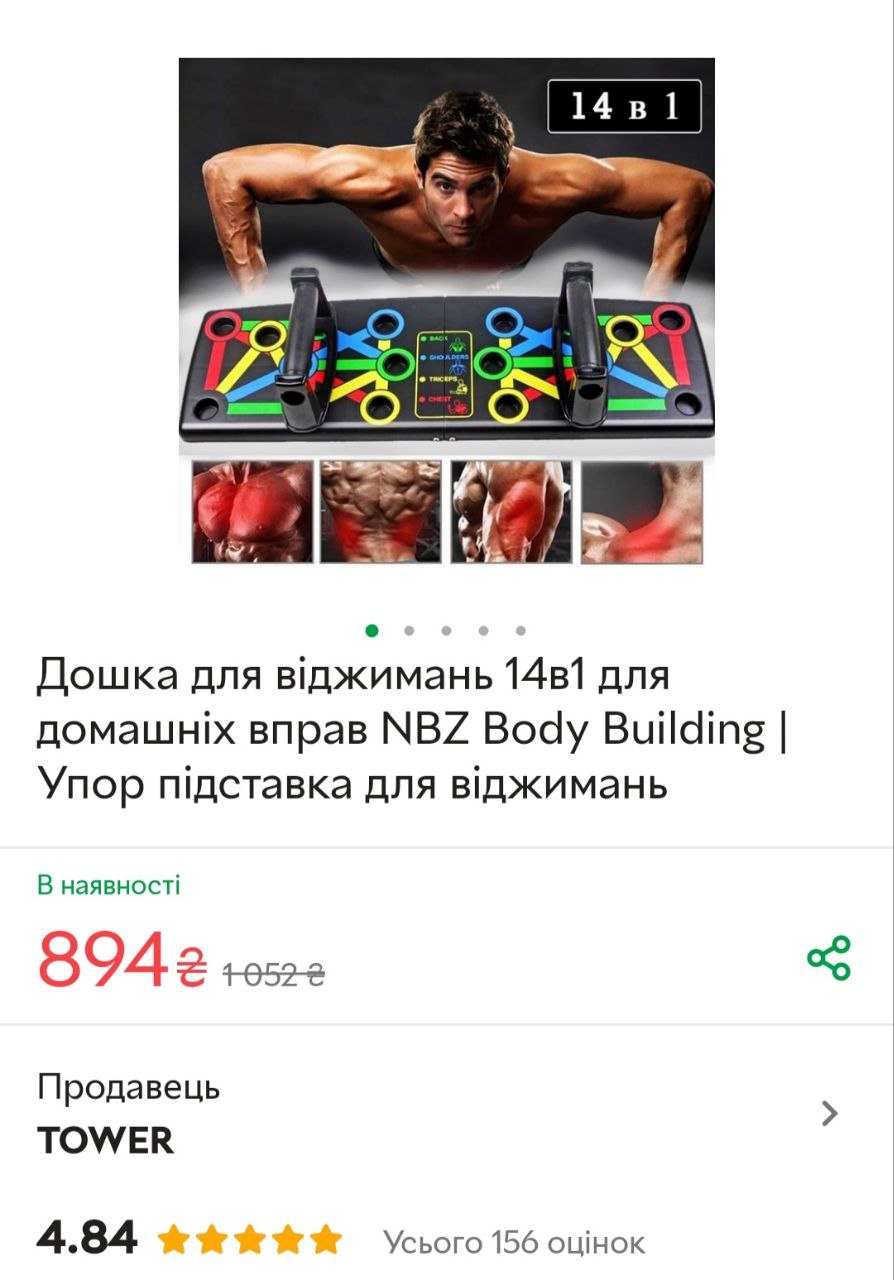 14 в 1
BACK
SHOULDERS
TRICEPS
CHEST
Дошка для віджимань 14в1 для
домашніх вправ NBZ Body Building |
Упор підставка для віджимань
В наявності
894 ₴ 1 052 ₴
Продавець
TOWER
4.84 Усього 156 оцінок